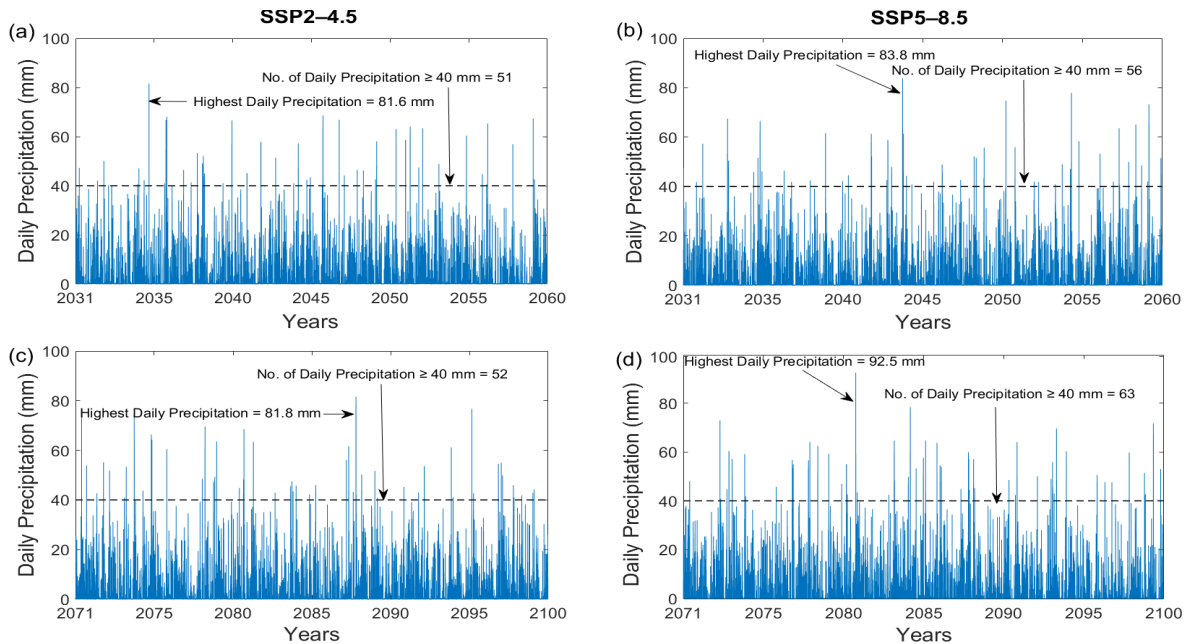 SSP2–4.5
SSP5–8.5
(a)
Daily Precipitation (mm)
100
80
60
40
20
0
No. of Daily Precipitation ≥ 40 mm = 51
Highest Daily Precipitation = 81.6 mm
2031 2035 2040 2045 2050 2055 2060
Years
(b)
Daily Precipitation (mm)
100
80
60
40
20
0
Highest Daily Precipitation = 83.8 mm
No. of Daily Precipitation ≥ 40 mm = 56
2031 2035 2040 2045 2050 2055 2060
Years
(c)
Daily Precipitation (mm)
100
80
60
40
20
0
No. of Daily Precipitation ≥ 40 mm = 52
Highest Daily Precipitation = 81.8 mm
2071 2075 2080 2085 2090 2095 2100
Years
(d)
Daily Precipitation (mm)
100
80
60
40
20
0
Highest Daily Precipitation = 92.5 mm
No. of Daily Precipitation ≥ 40 mm = 63
2071 2075 2080 2085 2090 2095 2100
Years